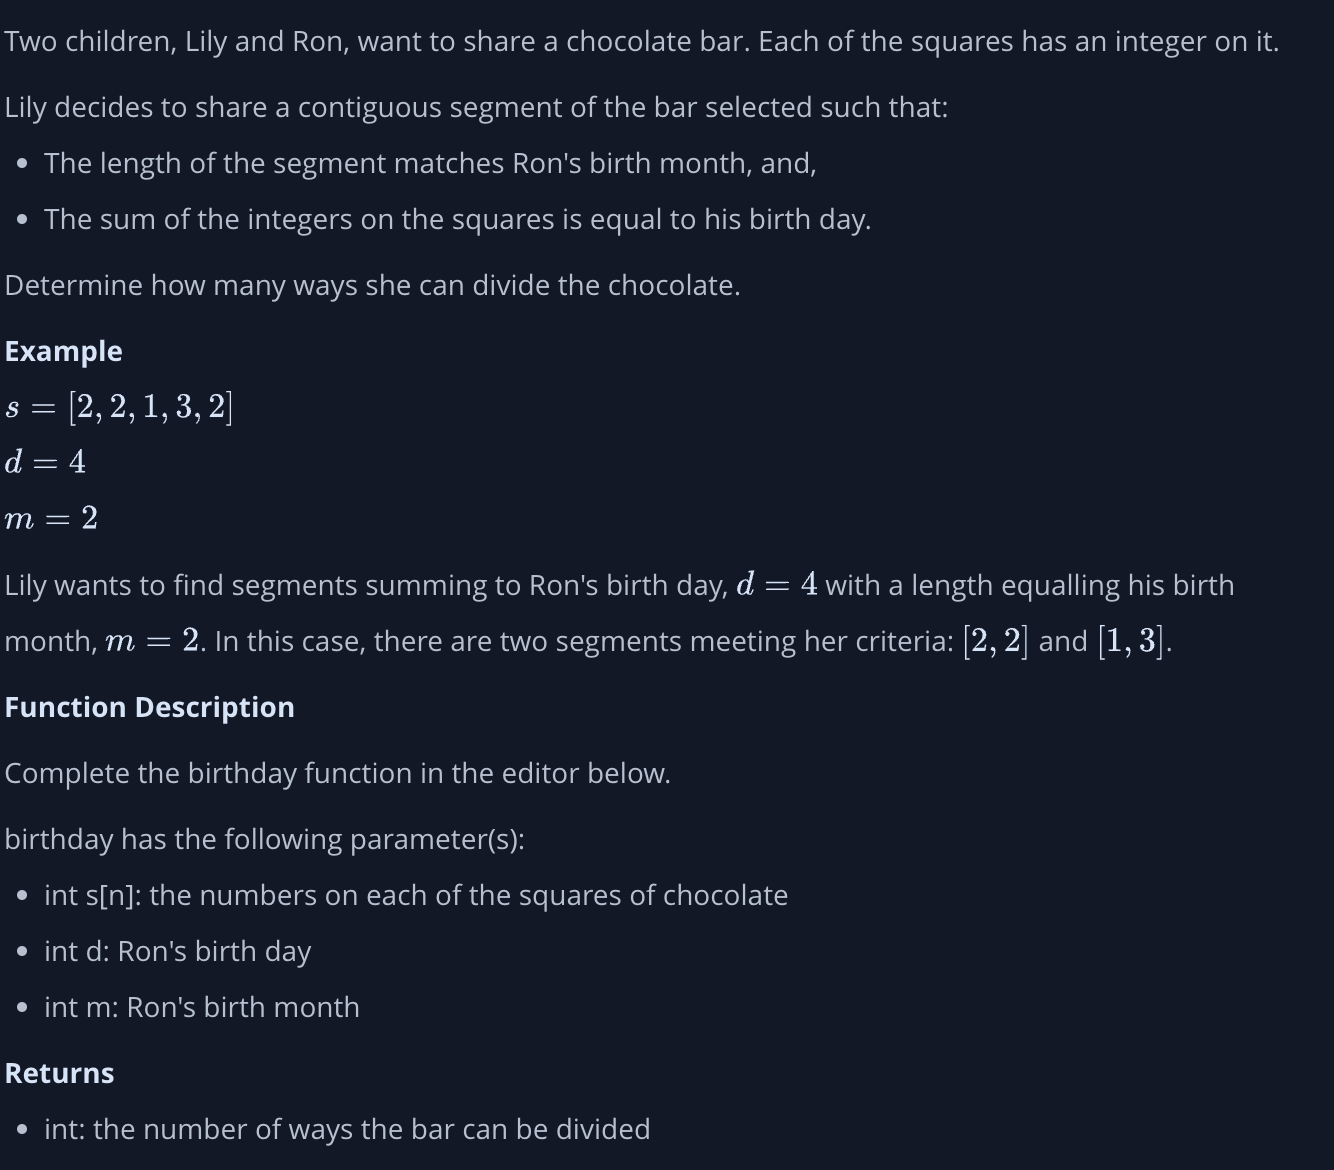 Two children, Lily and Ron, want to share a chocolate bar. Each of the squares has an integer on it.
Lily decides to share a contiguous segment of the bar selected such that:
• The length of the segment matches Ron's birth month, and,
• The sum of the integers on the squares is equal to his birth day.
Determine how many ways she can divide the chocolate.
Example
s = [2, 2, 1, 3, 2]
d = 4
m = 2
Lily wants to find segments summing to Ron's birth day, d = 4 with a length equalling his birth
month, m = 2. In this case, there are two segments meeting her criteria: [2, 2] and [1, 3].
Function Description
Complete the birthday function in the editor below.
birthday has the following parameter(s):
• int s[n]: the numbers on each of the squares of chocolate
• int d: Ron's birth day
• int m: Ron's birth month
Returns
• int: the number of ways the bar can be divided